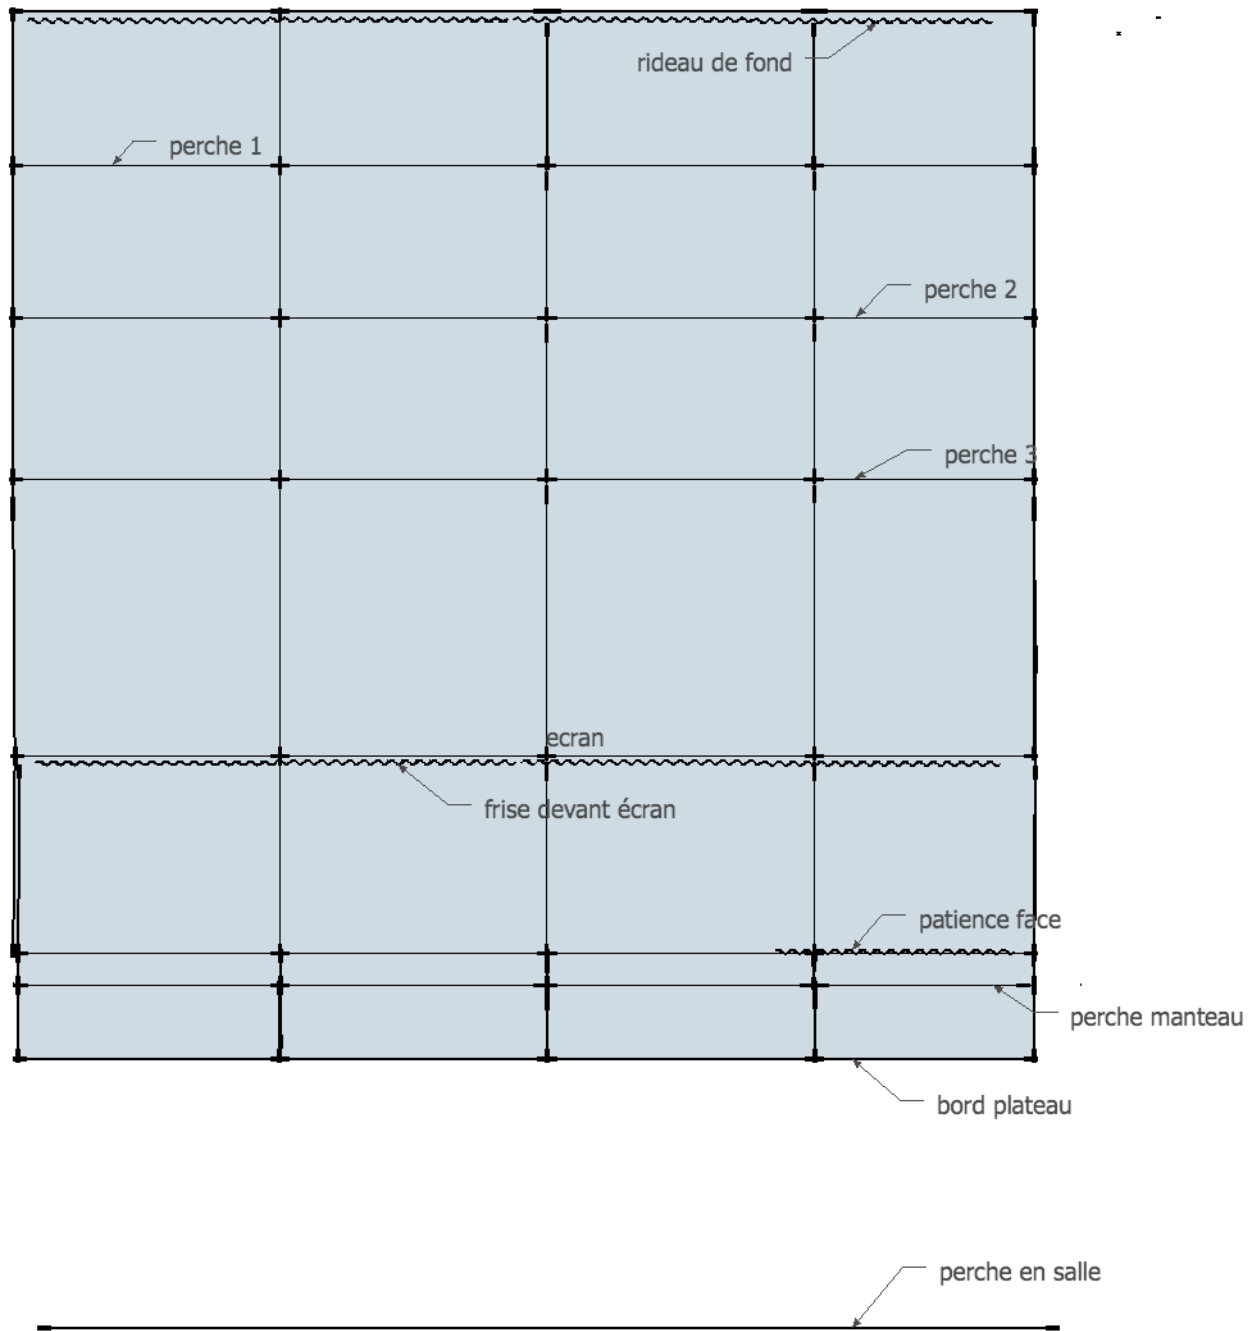 rideau de fond
perche 1
perche 2
perche 3
ecran
frise devant écran
patience face
perche manteau
bord plateau
perche en salle